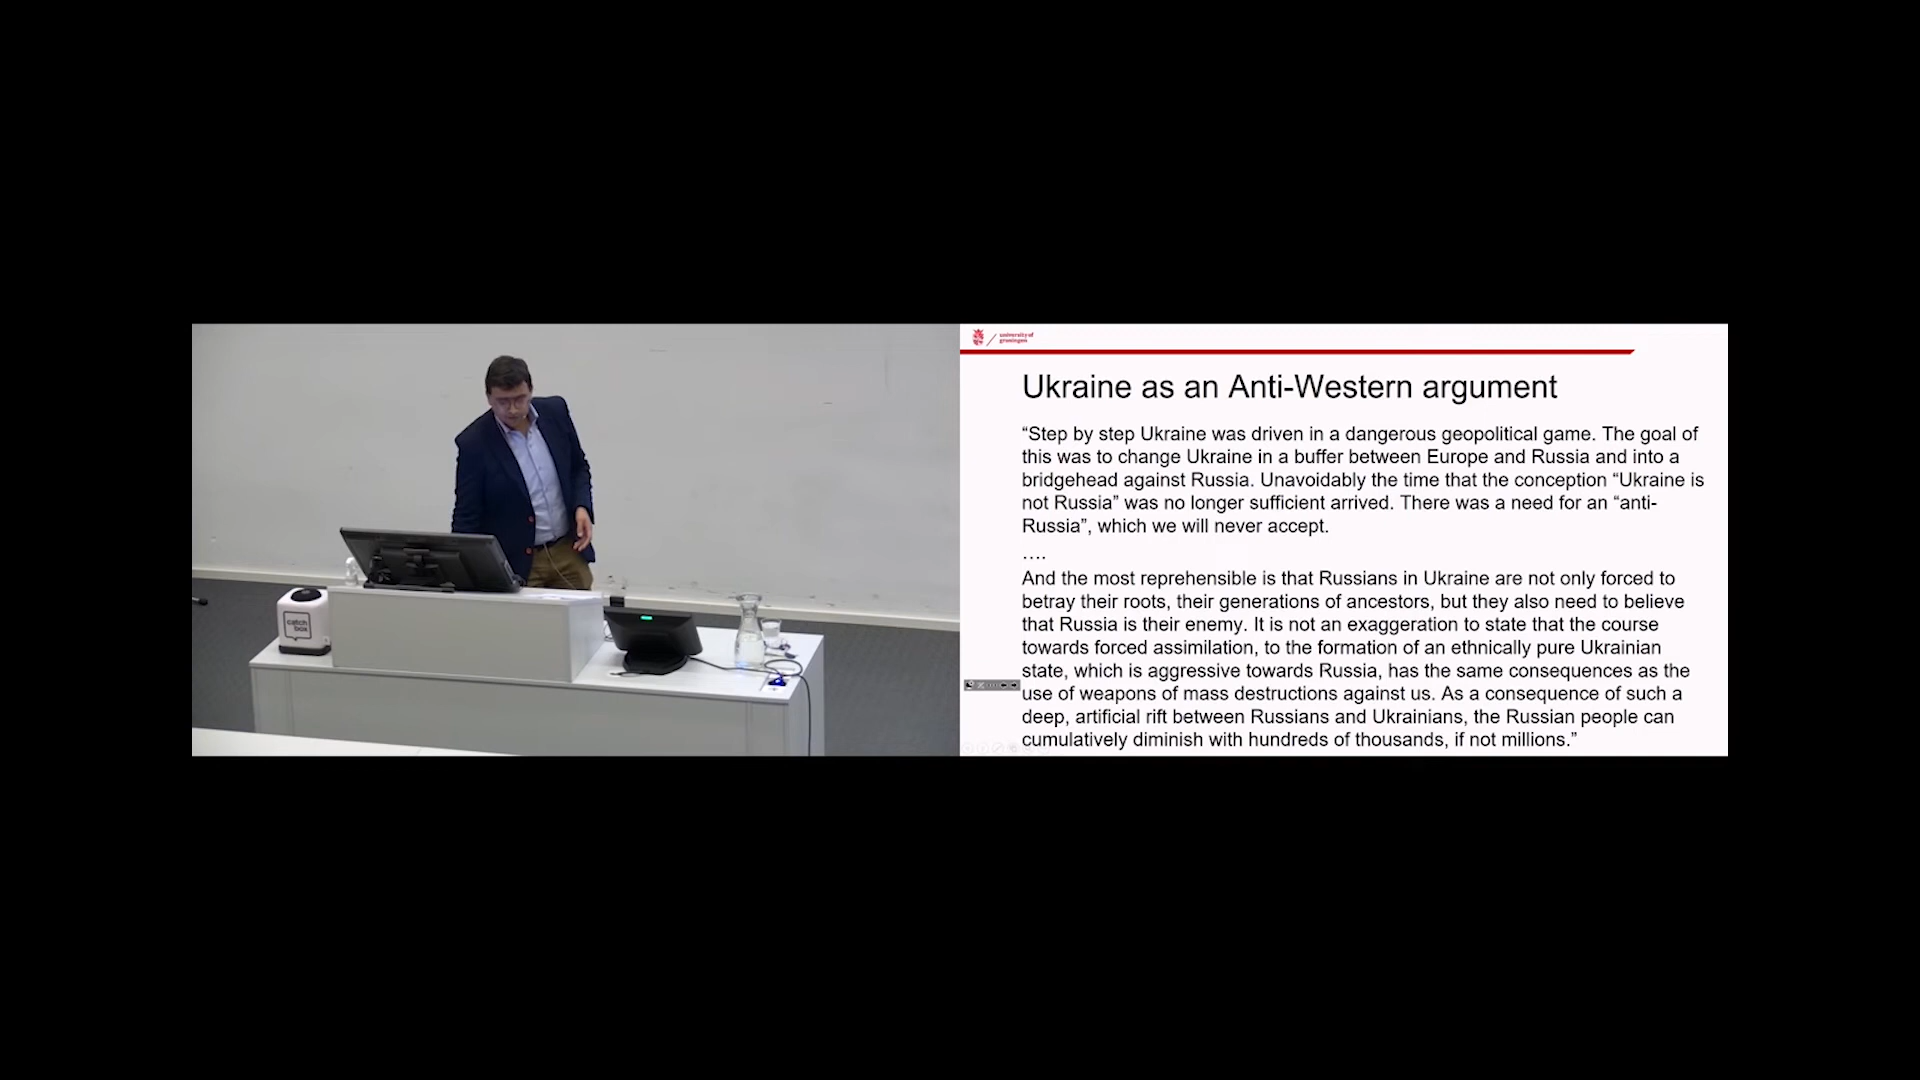 catch
box
university of
groningen
Ukraine as an Anti-Western argument
“Step by step Ukraine was driven in a dangerous geopolitical game. The goal of
this was to change Ukraine in a buffer between Europe and Russia and into a
bridgehead against Russia. Unavoidably the time that the conception “Ukraine is
not Russia” was no longer sufficient arrived. There was a need for an “anti-
Russia”, which we will never accept.
….
And the most reprehensible is that Russians in Ukraine are not only forced to
betray their roots, their generations of ancestors, but they also need to believe
that Russia is their enemy. It is not an exaggeration to state that the course
towards forced assimilation, to the formation of an ethnically pure Ukrainian
state, which is aggressive towards Russia, has the same consequences as the
use of weapons of mass destructions against us. As a consequence of such a
deep, artificial rift between Russians and Ukrainians, the Russian people can
cumulatively diminish with hundreds of thousands, if not millions.”